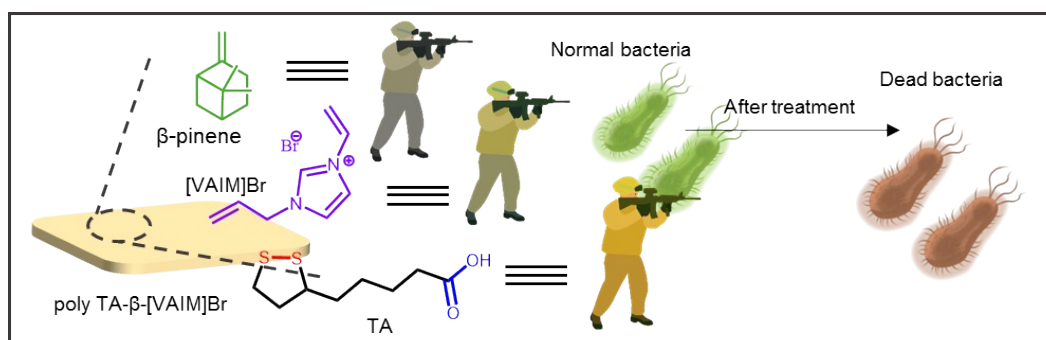 β-pinene
Br⊖
N⊕
[VAIM]Br
N
S-S
OH
O
poly TA-β-[VAIM]Br
TA
Normal bacteria
After treatment
Dead bacteria